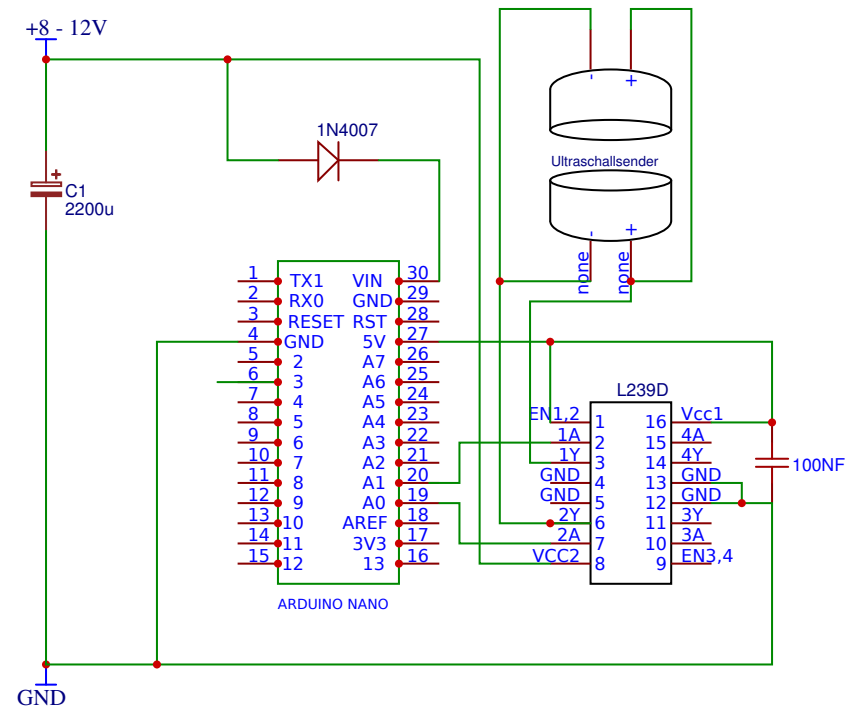 +8 - 12V
1N4007
+
C1
2200u
- +
Ultraschallsender
- +
none none
1 TX1 VIN 30
2 RX0 GND 29
3 RESET RST 28
4 GND 5V 27
5 2 A7 26
6 3 A6 25
7 4 A5 24
8 5 A4 23
9 6 A3 22
10 7 A2 21
11 8 A1 20
12 9 A0 19
13 10 AREF 18
14 11 3V3 17
15 12 13 16
ARDUINO NANO
L239D
EN1,2 1 16 Vcc1
1A 2 15 4A
1Y 3 14 4Y
GND 4 13 GND
GND 5 12 GND
2Y 6 11 3Y
2A 7 10 3A
VCC2 8 9 EN3,4
100NF
GND